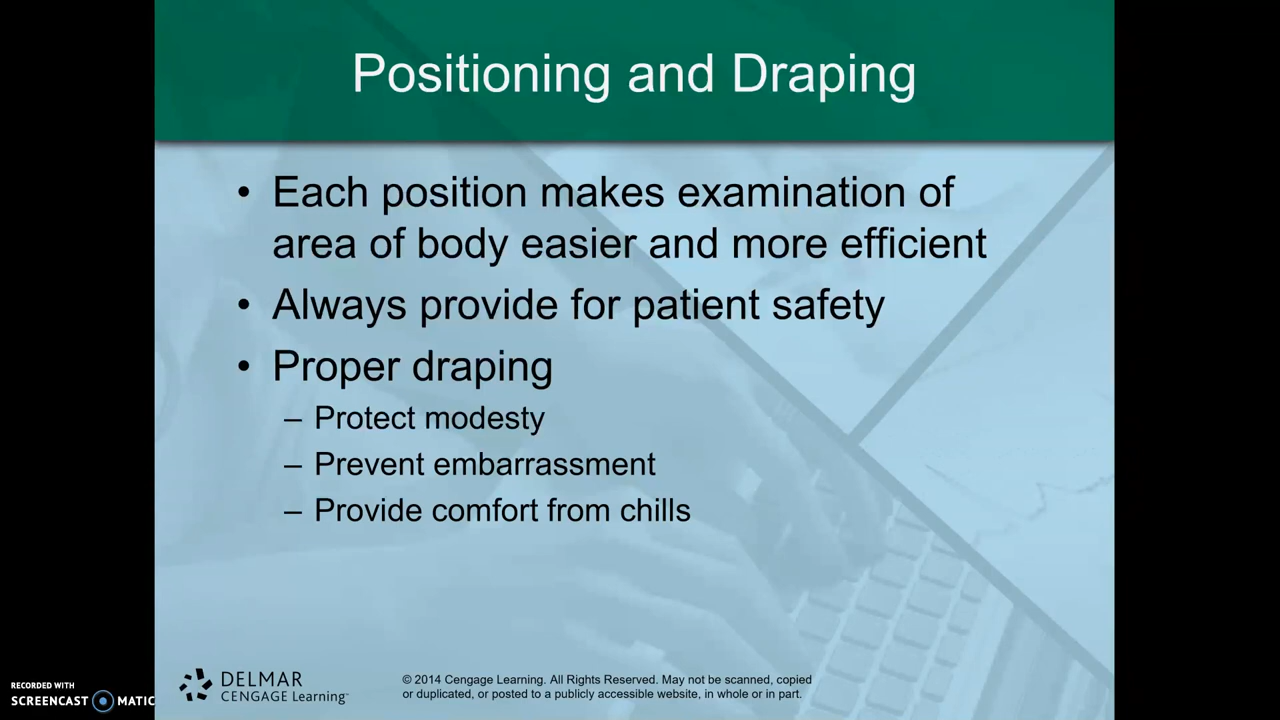 Positioning and Draping
• Each position makes examination of
area of body easier and more efficient
• Always provide for patient safety
• Proper draping
– Protect modesty
– Prevent embarrassment
– Provide comfort from chills
DELMAR
CENGAGE Learning™
© 2014 Cengage Learning. All Rights Reserved. May not be scanned, copied
or duplicated, or posted to a publicly accessible website, in whole or in part.
RECORDED WITH
SCREENCAST MATIC